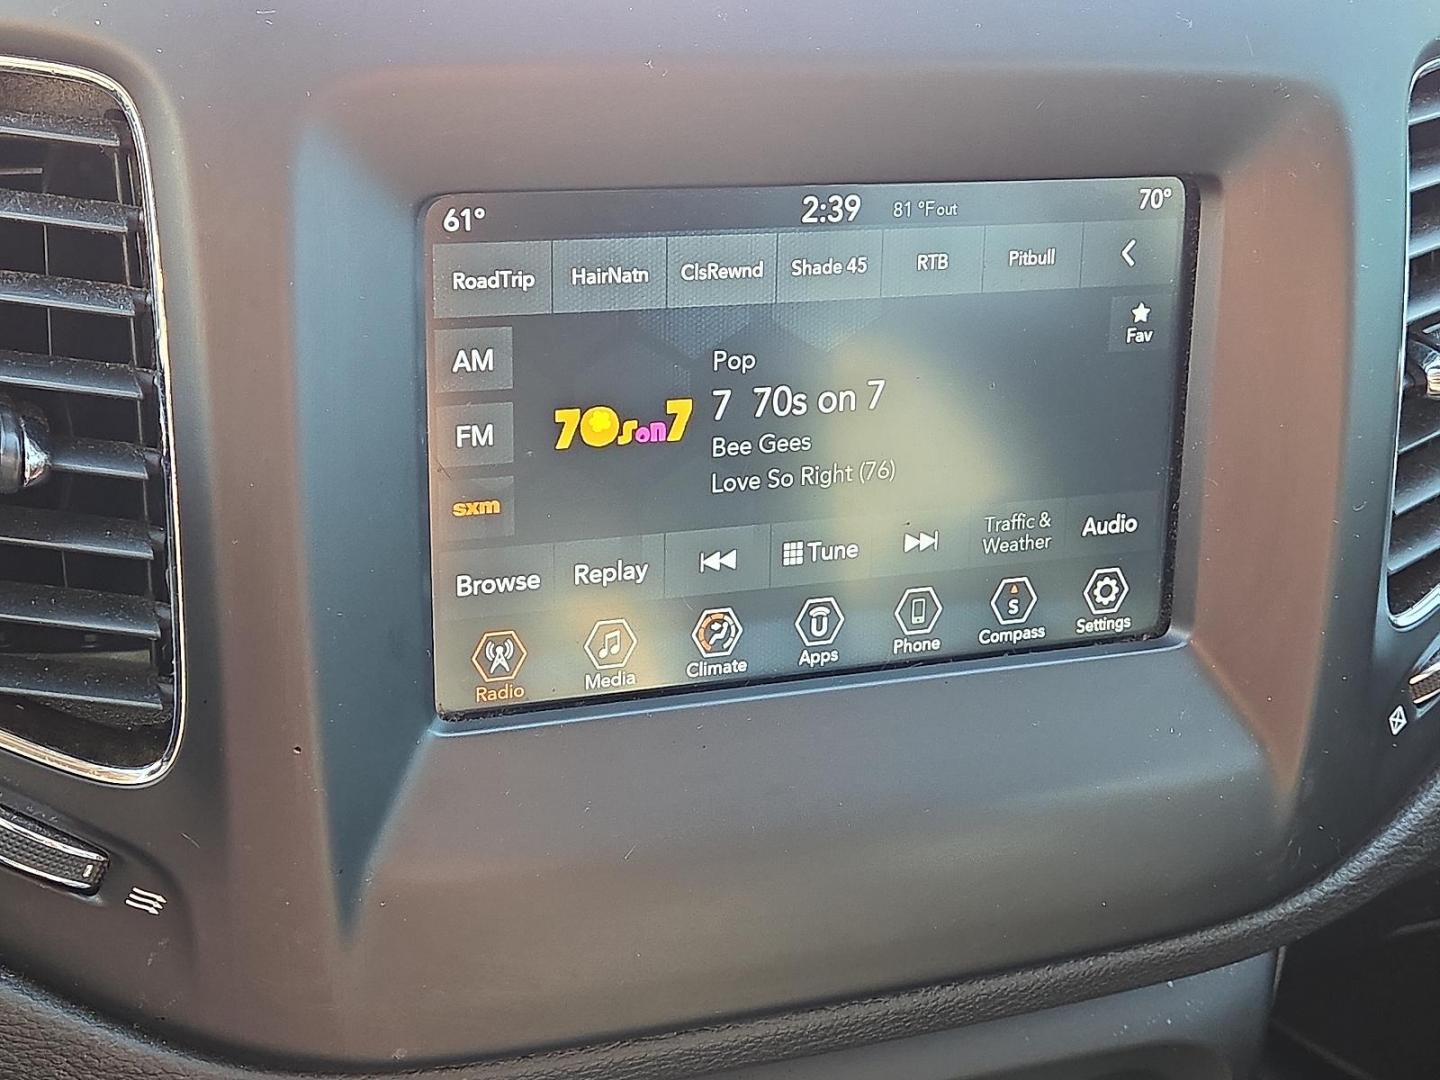 61° 2:39 81 °F out 70°
RoadTrip HairNatn ClsRewnd Shade 45 RTB Pitbull
Fav
AM
FM
sxm
70s on 7
Pop
7 70s on 7
Bee Gees
Love So Right (76)
Browse Replay Tune Traffic & Weather Audio
Radio Media Climate Apps Phone S Compass Settings